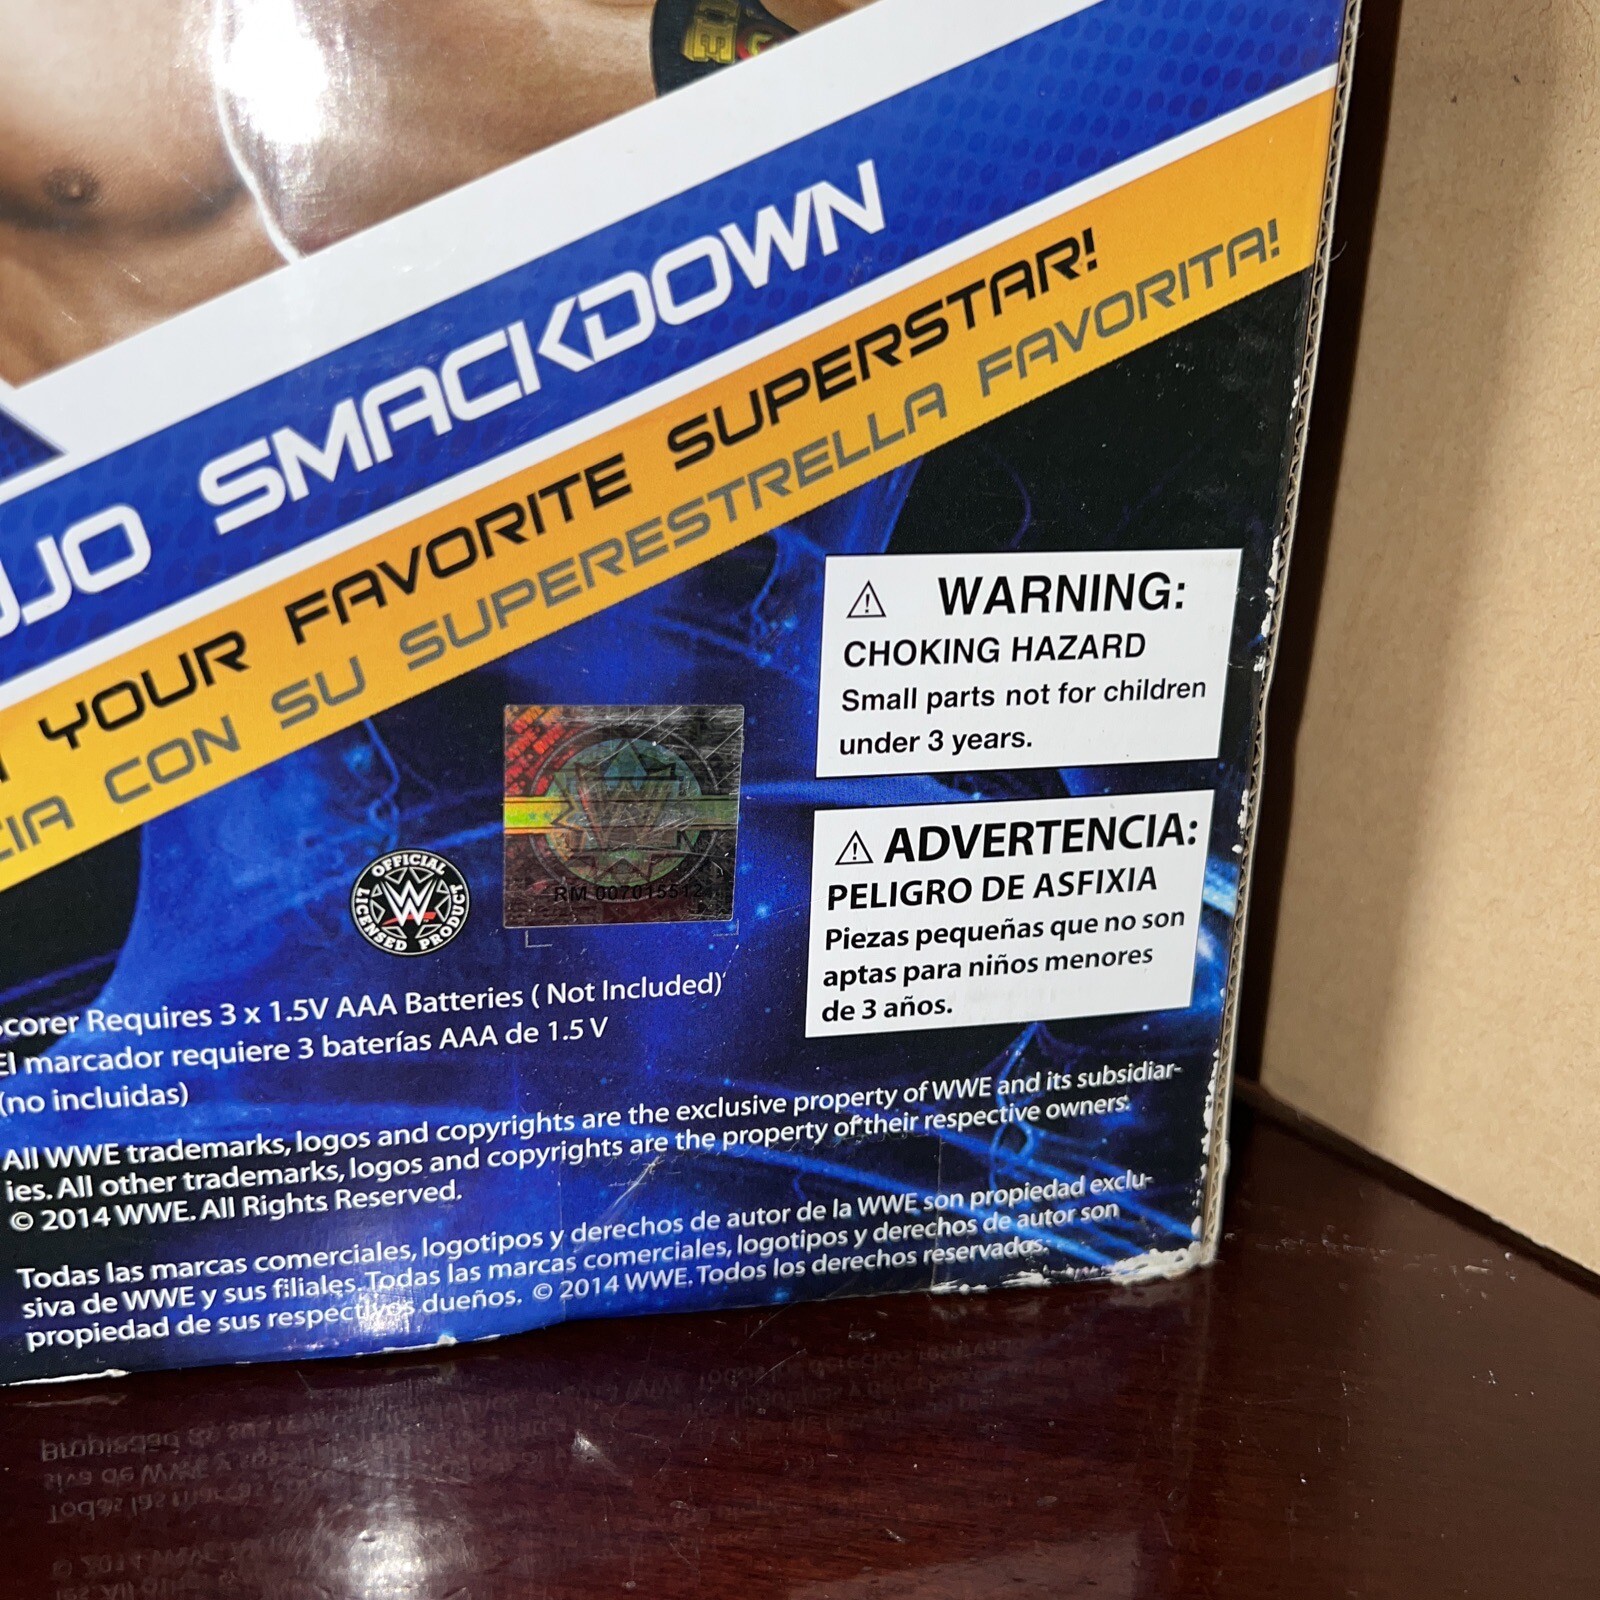 SMACKDOWN
YOUR FAVORITE SUPERSTAR!
CON SU SUPERESTRELLA FAVORITA!
WARNING:
CHOKING HAZARD
Small parts not for children
under 3 years.
ADVERTENCIA:
PELIGRO DE ASFIXIA
Piezas pequeñas que no son
aptas para niños menores
de 3 años.
RM 007015512
OFFICIAL
W
LICENSED PRODUCT
Scorer Requires 3 x 1.5V AAA Batteries ( Not Included)
El marcador requiere 3 baterías AAA de 1.5 V
(no incluidas)
All WWE trademarks, logos and copyrights are the exclusive property of WWE and its subsidiar-
ies. All other trademarks, logos and copyrights are the property of their respective owners.
© 2014 WWE. All Rights Reserved.
Todas las marcas comerciales, logotipos y derechos de autor de la WWE son propiedad exclu-
siva de WWE y sus filiales. Todas las marcas comerciales, logotipos y derechos de autor son
propiedad de sus respectivos dueños. © 2014 WWE. Todos los derechos reservados.